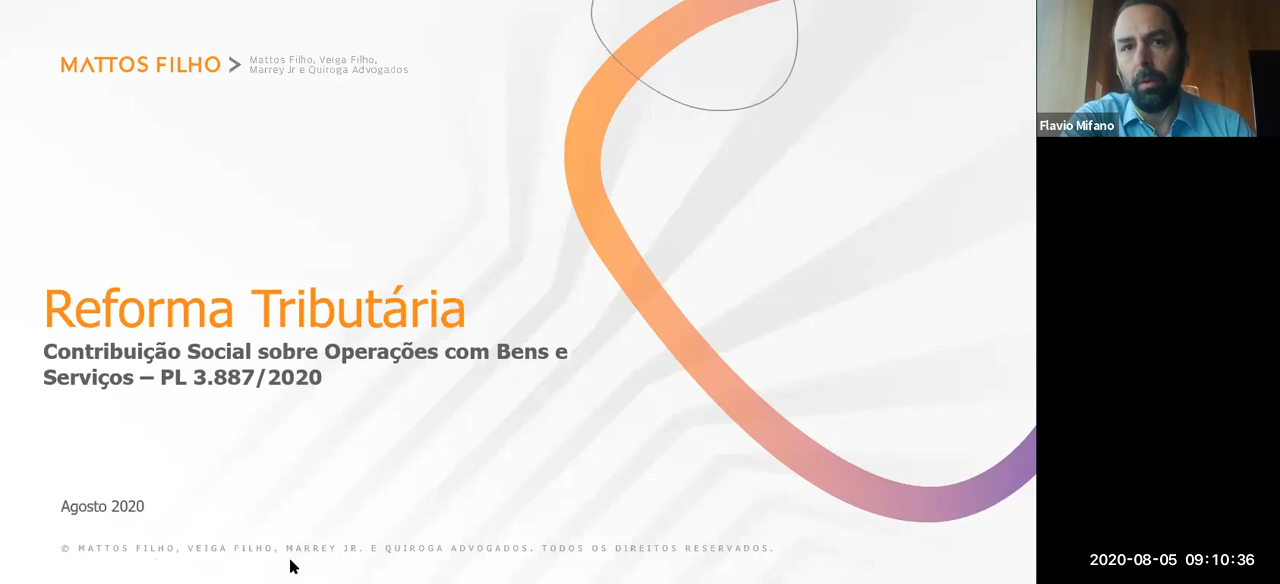 MATTOS FILHO > Mattos Filho, Veiga Filho,
Marrey Jr e Quiroga Advogados
Flavio Mifano
Reforma Tributária
Contribuição Social sobre Operações com Bens e
Serviços – PL 3.887/2020
Agosto 2020
© MATTOS FILHO, VEIGA FILHO, MARREY JR. E QUIROGA ADVOGADOS. TODOS OS DIREITOS RESERVADOS.
2020-08-05 09:10:36